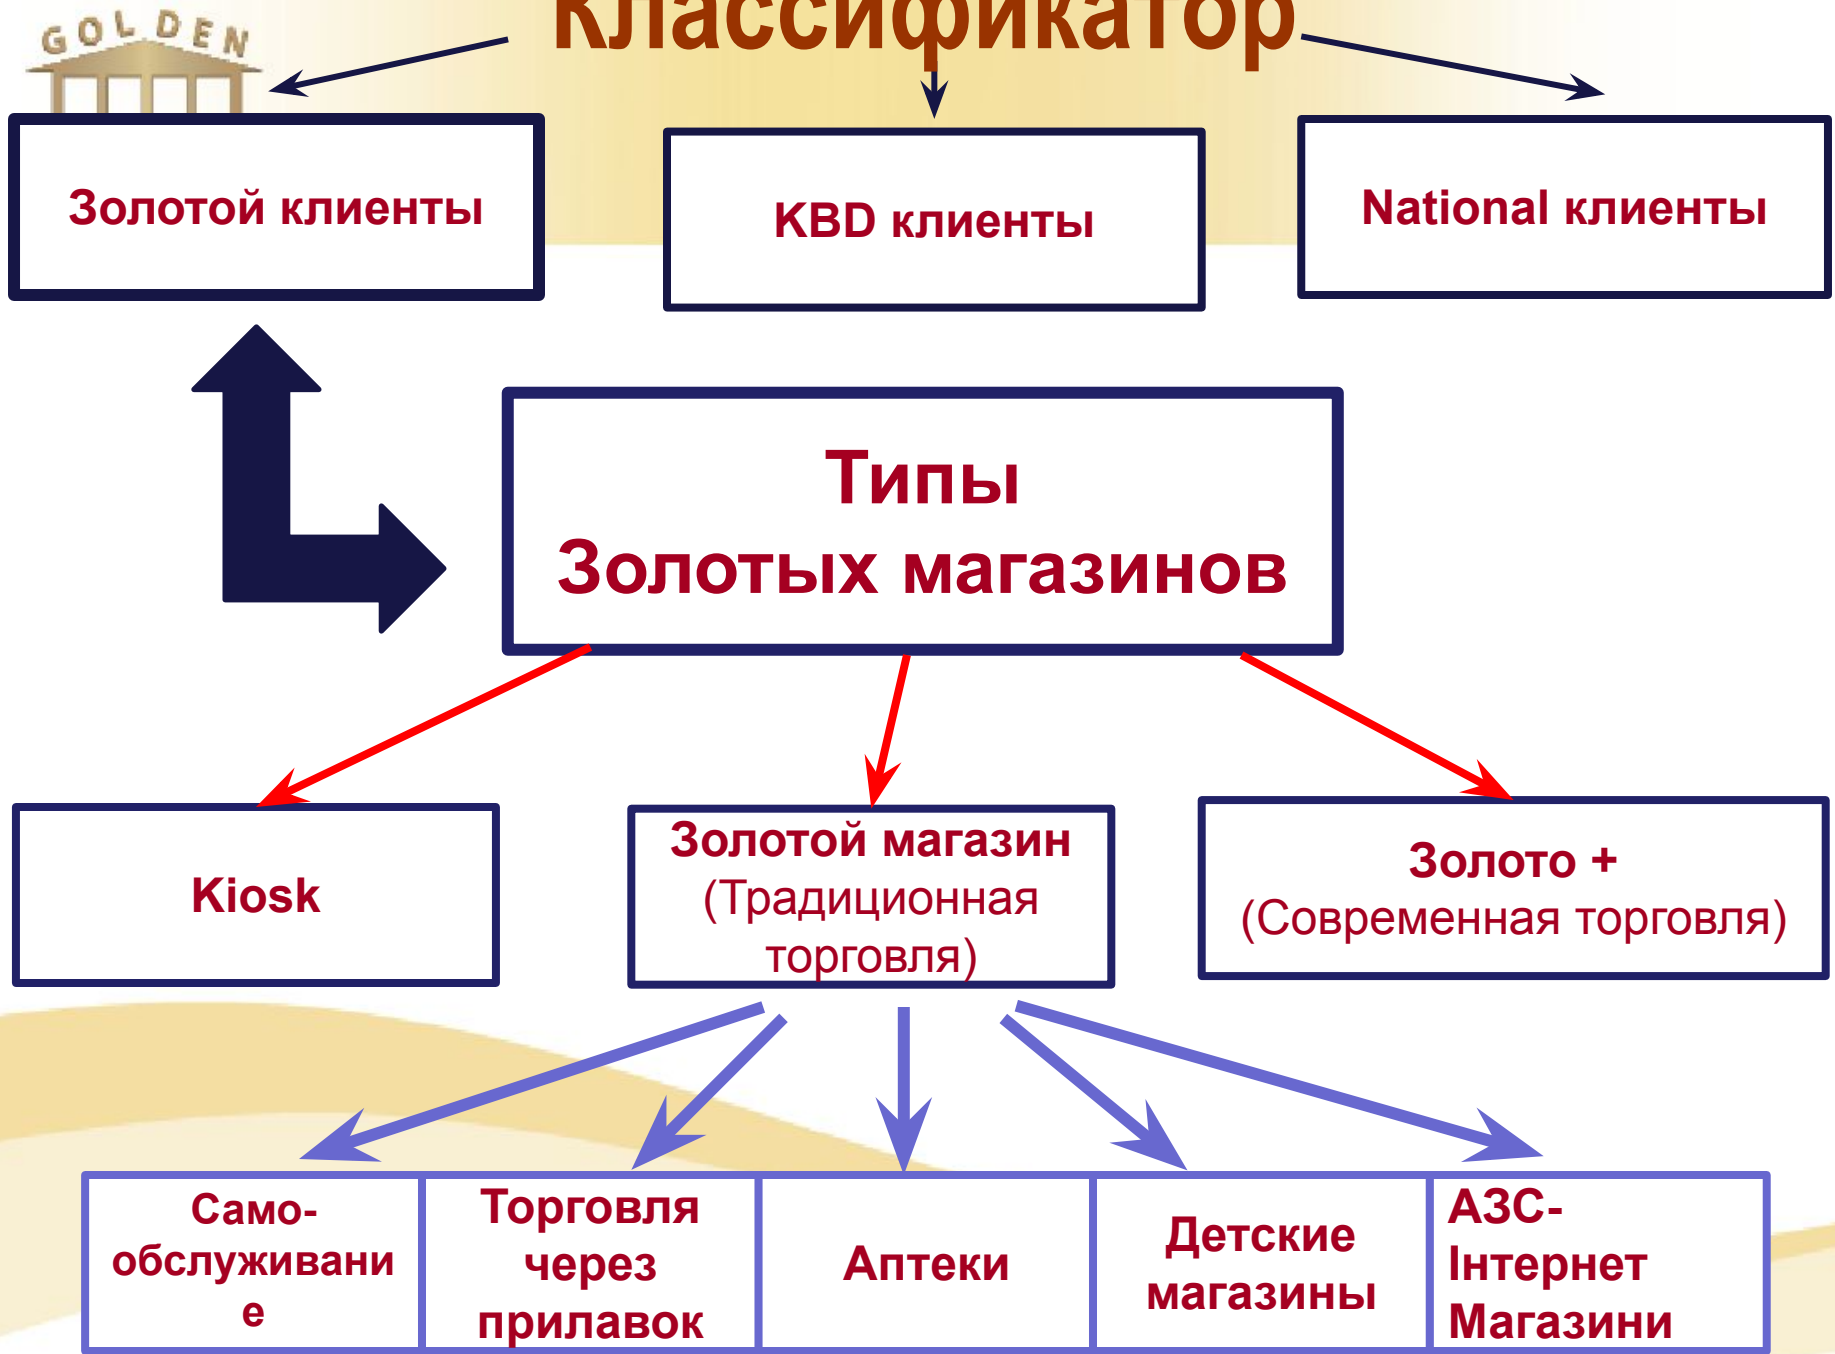 Классификатор
GOLDEN
Золотой клиенты
KBD клиенты
National клиенты
Типы
Золотых магазинов
Kiosk
Золотой магазин
(Традиционная
торговля)
Золото +
(Современная торговля)
Само-
обслуживани
е
Торговля
через
прилавок
Аптеки
Детские
магазины
АЗС-
Інтернет
Магазини